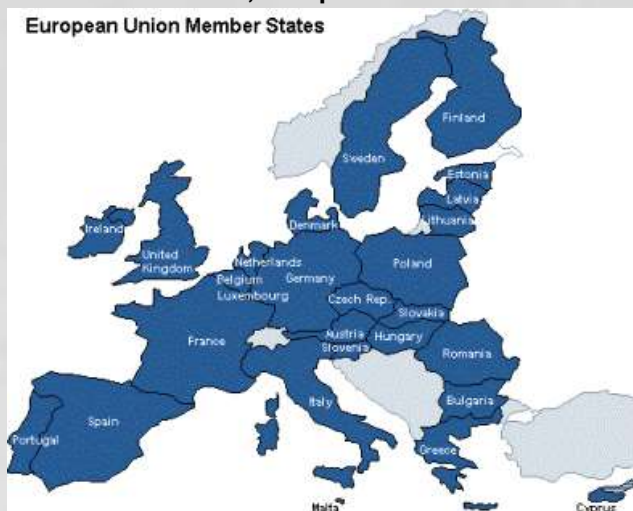 European Union Member States
Finland
Sweden
Estonia
Latvia
Lithuania
Denmark
Ireland
United
Kingdom
Netherlands
Belgium
Germany
Luxembourg
Poland
Czech Rep.
Slovakia
Austria
Slovenia
Hungary
France
Romania
Italy
Bulgaria
Portugal
Spain
Greece
Malta
Cyprus